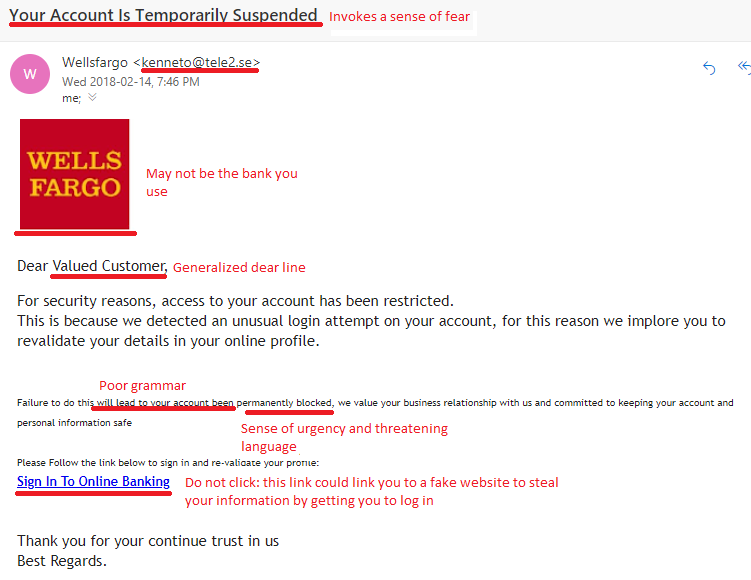 Your Account Is Temporarily Suspended Invokes a sense of fear
W
Wellsfargo <kenneto@tele2.se>
Wed 2018-02-14, 7:46 PM
me;
WELLS
FARGO
May not be the bank you
use
Dear Valued Customer, Generalized dear line
For security reasons, access to your account has been restricted.
This is because we detected an unusual login attempt on your account, for this reason we implore you to
revalidate your details in your online profile.
Poor grammar
Failure to do this will lead to your account been permanently blocked, we value your business relationship with us and committed to keeping your account and
personal information safe
Sense of urgency and threatening
language
Please Follow the link below to sign in and re-validate your profile:
Sign In To Online Banking
Do not click: this link could link you to a fake website to steal
your information by getting you to log in
Thank you for your continue trust in us
Best Regards.